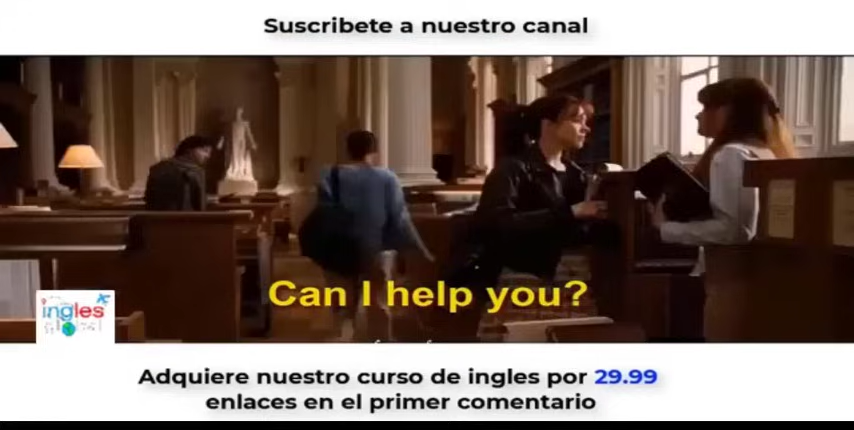 Suscribete a nuestro canal
Can I help you?
ingles
Adquiere nuestro curso de ingles por 29.99
enlaces en el primer comentario